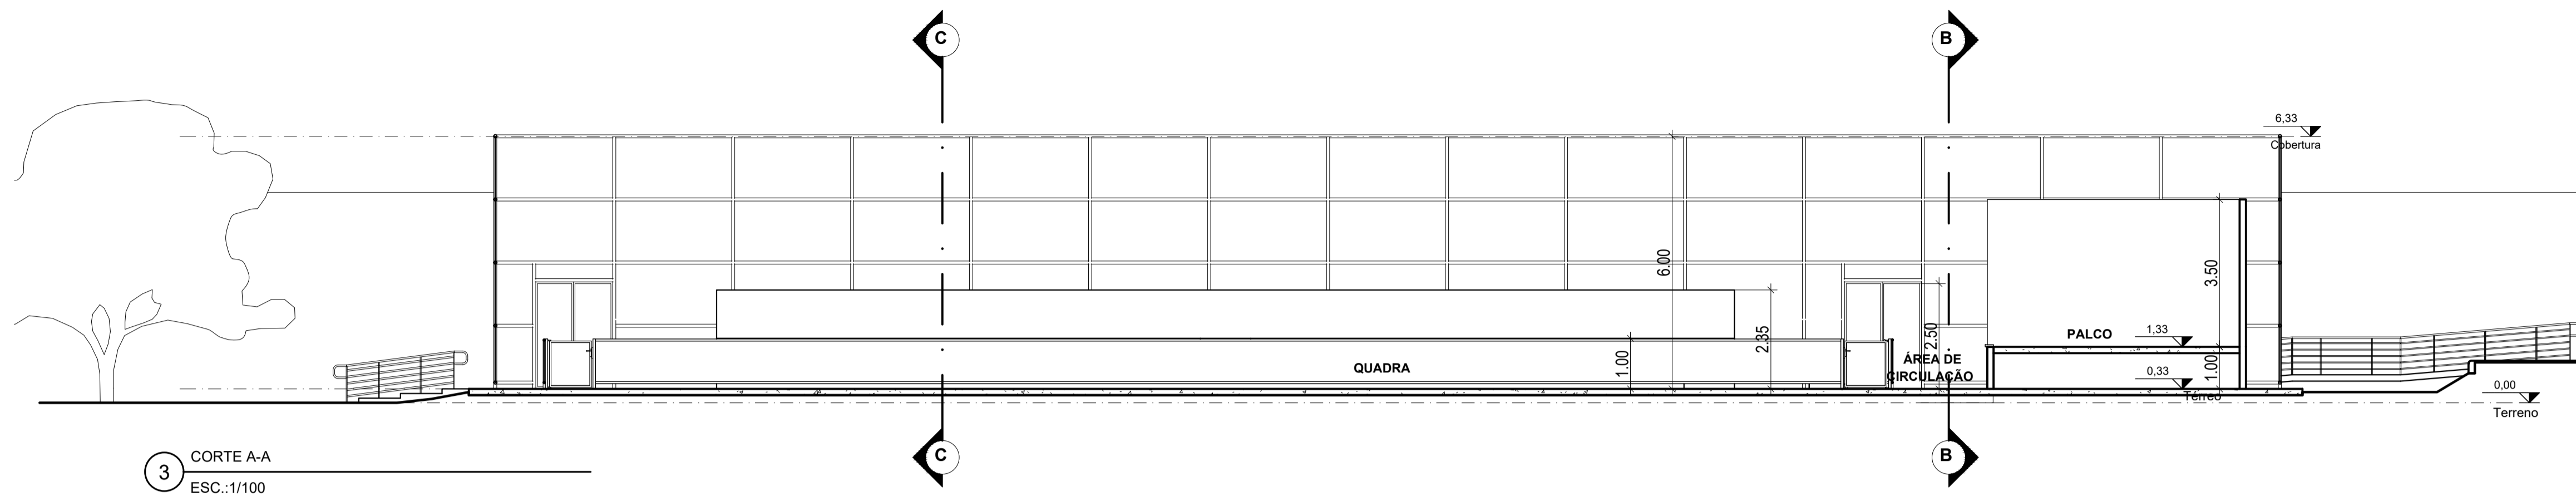 C
B
6,33
Cobertura
6.00
3.50
2.35
2.50
1.00
PALCO
1,33
QUADRA
ÁREA DE
CIRCULAÇÃO
1.00
0,33
Térreo
0,00
Terreno
C
B
3
CORTE A-A
ESC.:1/100